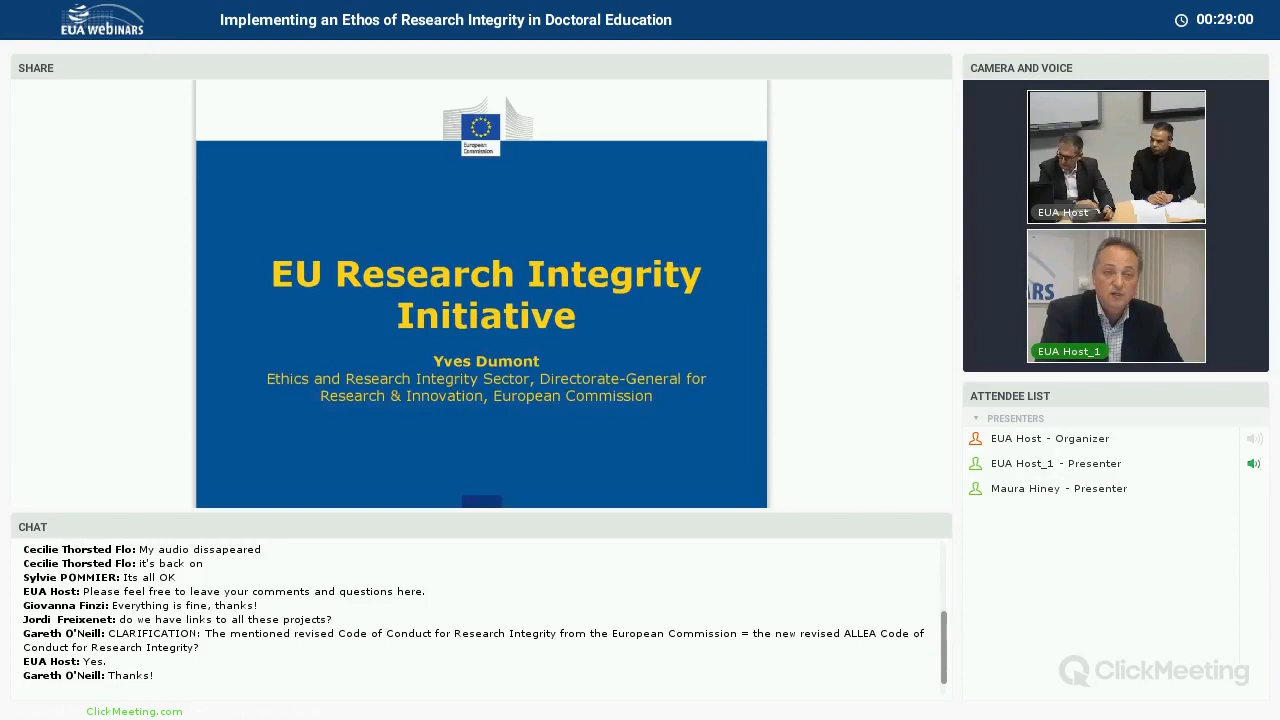 EUA WEBINARS
Implementing an Ethos of Research Integrity in Doctoral Education
00:29:00
SHARE
European
Commission
EU Research Integrity
Initiative
Yves Dumont
Ethics and Research Integrity Sector, Directorate-General for
Research & Innovation, European Commission
CAMERA AND VOICE
EUA Host
RS
EUA Host_1
ATTENDEE LIST
PRESENTERS
EUA Host - Organizer
EUA Host_1 - Presenter
Maura Hiney - Presenter
CHAT
Cecilie Thorsted Flo: My audio dissapeared
Cecilie Thorsted Flo: it's back on
Sylvie POMMIER: Its all OK
EUA Host: Please feel free to leave your comments and questions here.
Giovanna Finzi: Everything is fine, thanks!
Jordi Freixenet: do we have links to all these projects?
Gareth O'Neill: CLARIFICATION: The mentioned revised Code of Conduct for Research Integrity from the European Commission = the new revised ALLEA Code of
Conduct for Research Integrity?
EUA Host: Yes.
Gareth O'Neill: Thanks!
ClickMeeting
ClickMeeting.com